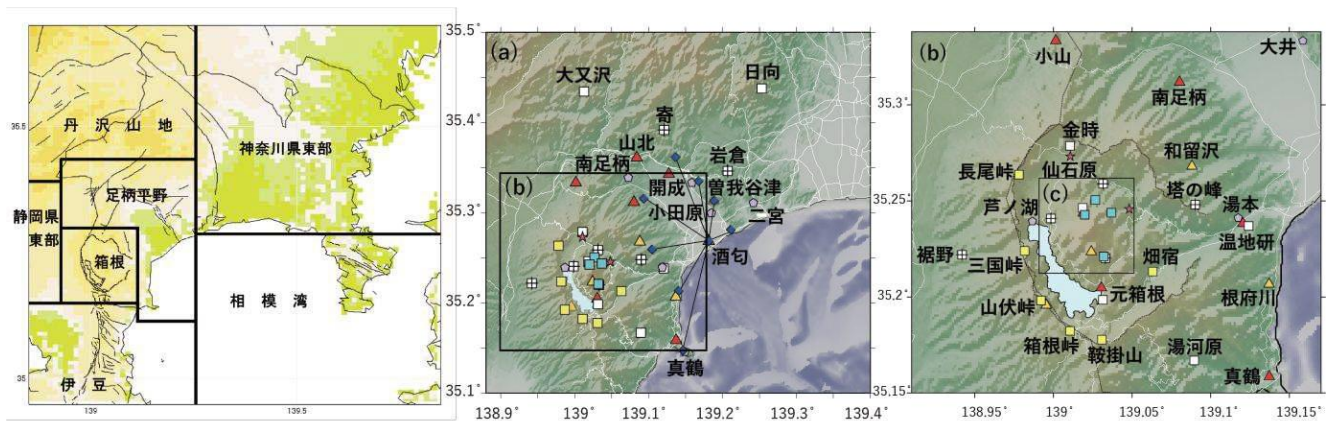 丹沢山地
神奈川県東部
足柄平野
静岡県
東部
箱根
相模湾
伊豆
35.5
35
139
139.5
(a)
大又沢
日向
寄
山北
岩倉
南足柄
(b)
開成
曽我谷津
小田原
二宮
酒匂
真鶴
35.5°
35.4°
35.3°
35.2°
35.1°
138.9°
139°
139.1°
139.2°
139.3°
139.4°
(b)
小山
大井
南足柄
金時
和留沢
仙石原
長尾峠
(c)
塔の峰
芦ノ湖
湯本
温地研
裾野
三国峠
畑宿
元箱根
山伏峠
根府川
箱根峠
鞍掛山
湯河原
真鶴
35.3°
35.25°
35.2°
35.15°
138.95°
139°
139.05°
139.1°
139.15°